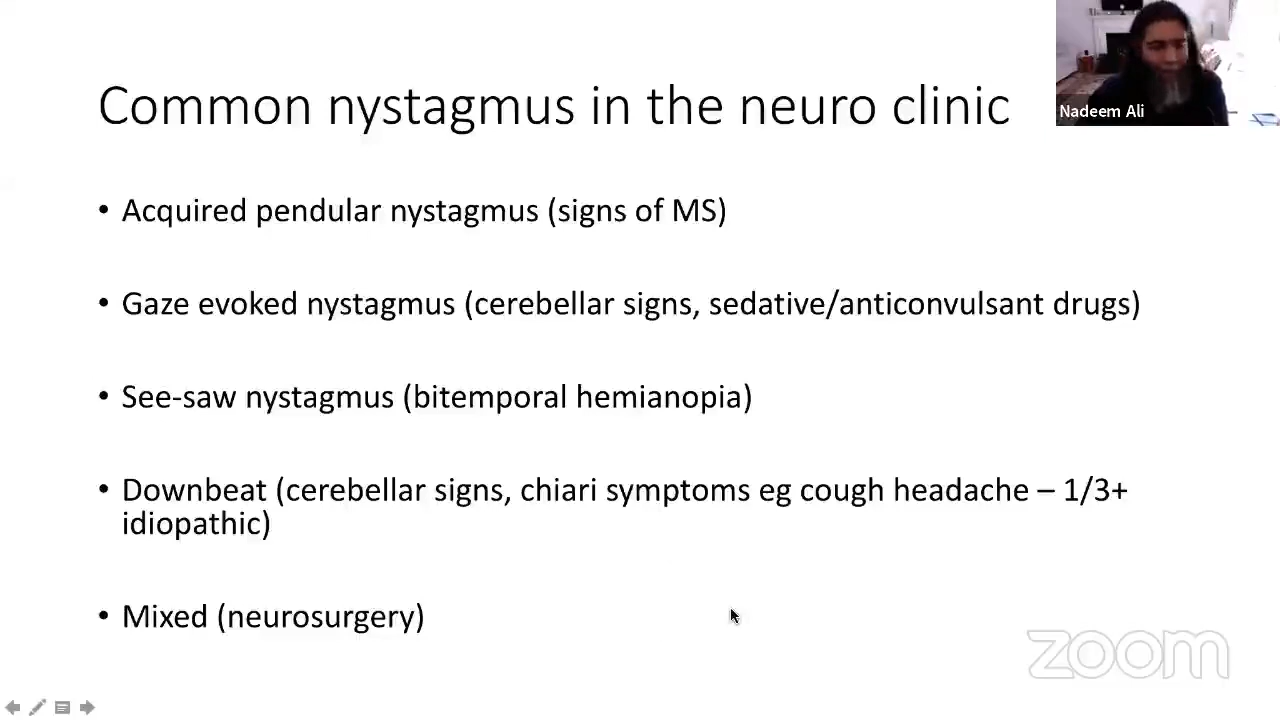 Common nystagmus in the neuro clinic
Nadeem Ali
• Acquired pendular nystagmus (signs of MS)
• Gaze evoked nystagmus (cerebellar signs, sedative/anticonvulsant drugs)
• See-saw nystagmus (bitemporal hemianopia)
• Downbeat (cerebellar signs, chiari symptoms eg cough headache – 1/3+
idiopathic)
• Mixed (neurosurgery)
zoom